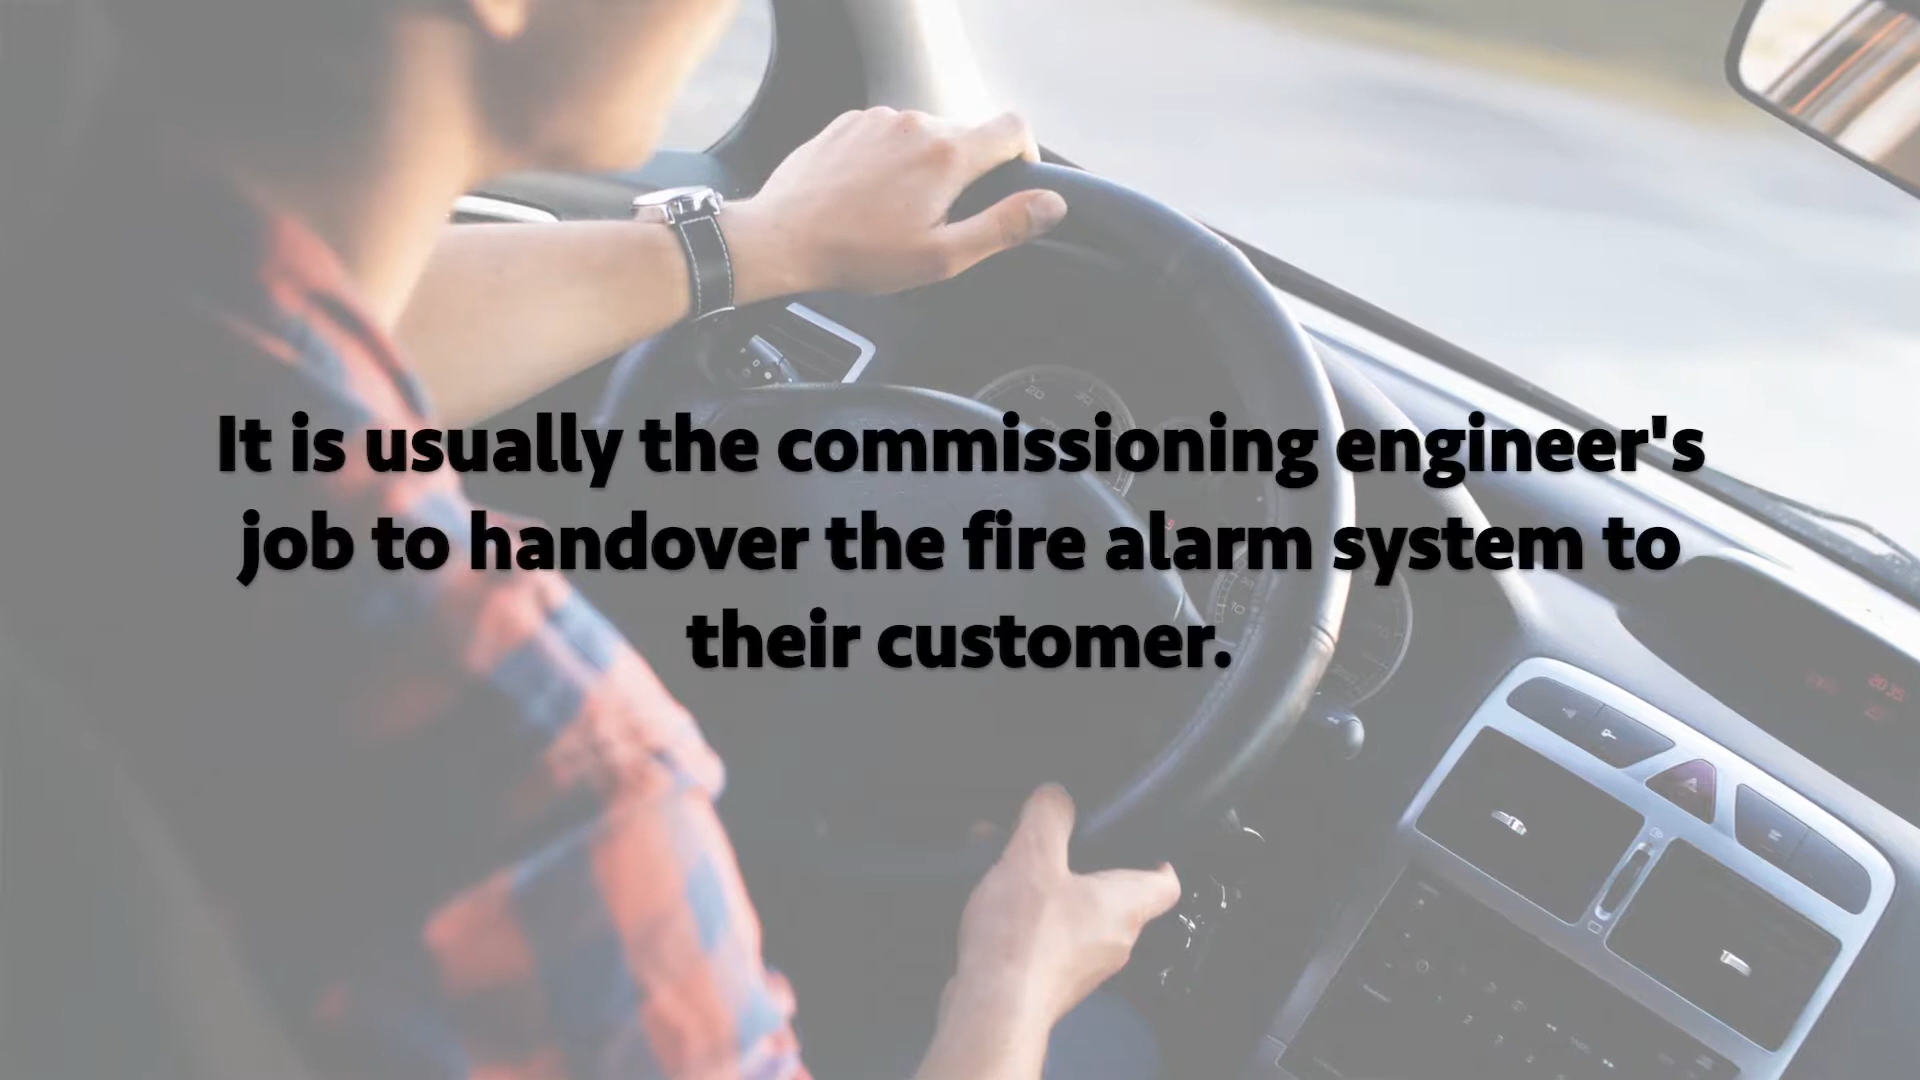 It is usually the commissioning engineer's
job to handover the fire alarm system to
their customer.